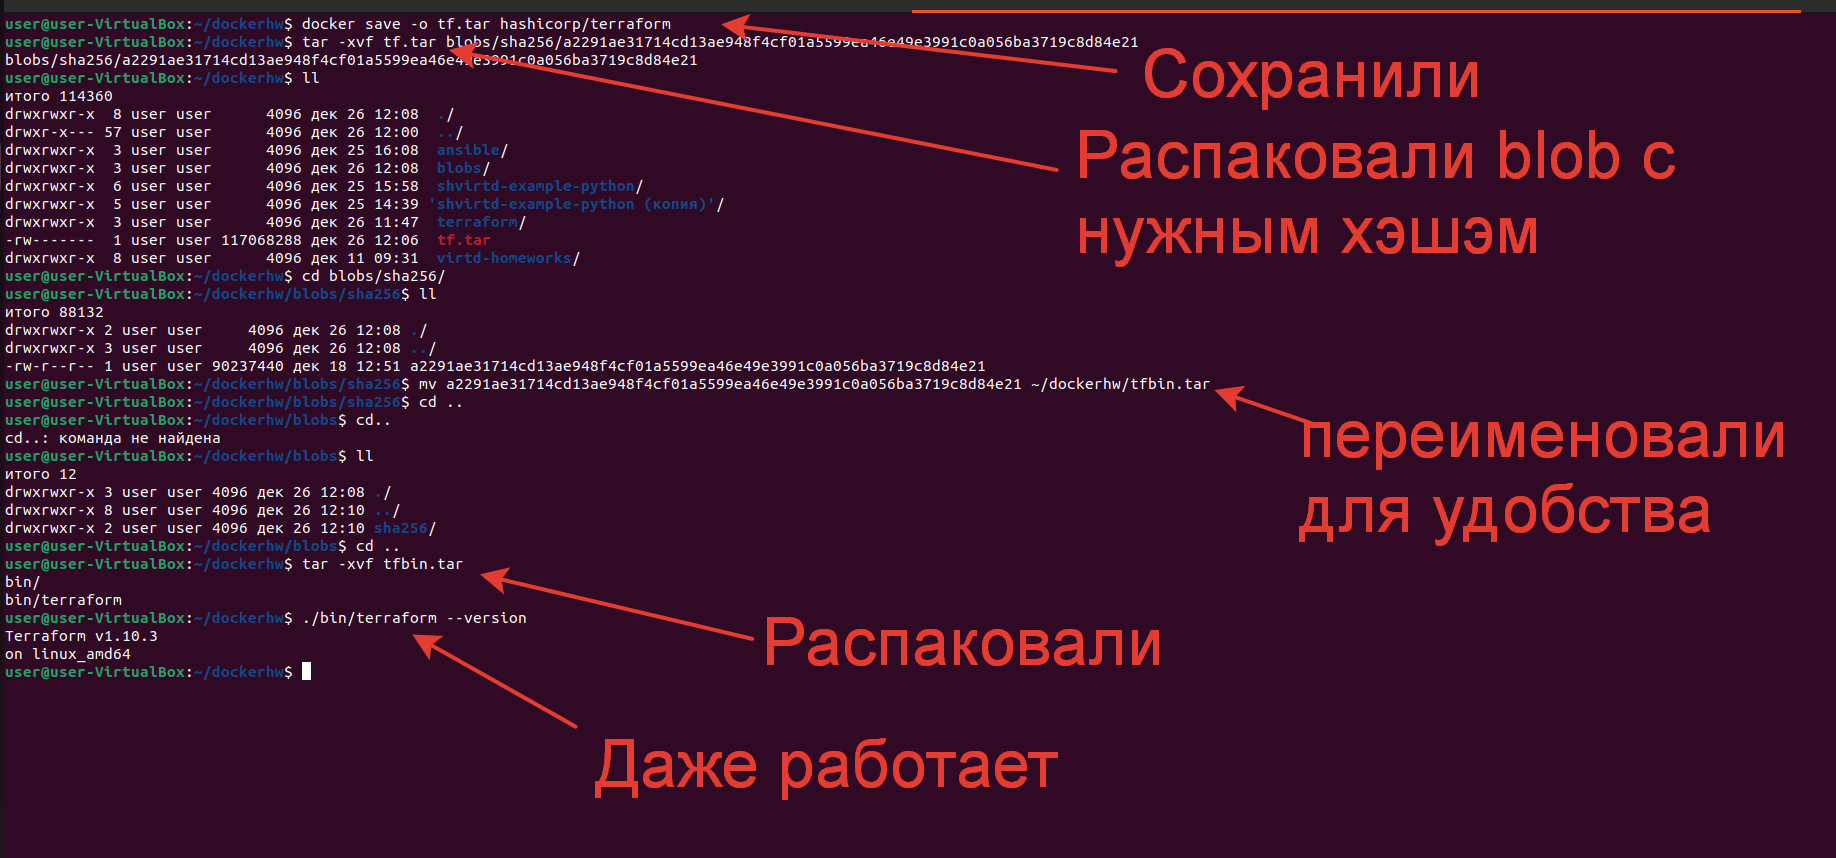 user@user-VirtualBox:~/dockerhw$ docker save -o tf.tar hashicorp/terraform
user@user-VirtualBox:~/dockerhw$ tar -xvf tf.tar blobs/sha256/a2291ae31714cd13ae948f4cf01a5599ea46e49e3991c0a056ba3719c8d84e21
blobs/sha256/a2291ae31714cd13ae948f4cf01a5599ea46e49e3991c0a056ba3719c8d84e21
user@user-VirtualBox:~/dockerhw$ ll
итого 114360
drwxrwxr-x  8 user user      4096 дек 26 12:08  ./
drwxr-x--- 57 user user      4096 дек 26 12:00  ../
drwxrwxr-x  3 user user      4096 дек 25 16:08  ansible/
drwxrwxr-x  3 user user      4096 дек 26 12:08  blobs/
drwxrwxr-x  6 user user      4096 дек 25 15:58  shvirtd-example-python/
drwxrwxr-x  5 user user      4096 дек 25 14:39 'shvirtd-example-python (копия)'/
drwxrwxr-x  3 user user      4096 дек 26 11:47  terraform/
-rw-------  1 user user 117068288 дек 26 12:06  tf.tar
drwxrwxr-x  8 user user      4096 дек 11 09:31  virtd-homeworks/
user@user-VirtualBox:~/dockerhw$ cd blobs/sha256/
user@user-VirtualBox:~/dockerhw/blobs/sha256$ ll
итого 88132
drwxrwxr-x 2 user user     4096 дек 26 12:08 ./
drwxrwxr-x 3 user user     4096 дек 26 12:08 ../
-rw-r--r-- 1 user user 90237440 дек 18 12:51 a2291ae31714cd13ae948f4cf01a5599ea46e49e3991c0a056ba3719c8d84e21
user@user-VirtualBox:~/dockerhw/blobs/sha256$ mv a2291ae31714cd13ae948f4cf01a5599ea46e49e3991c0a056ba3719c8d84e21 ~/dockerhw/tfbin.tar
user@user-VirtualBox:~/dockerhw/blobs/sha256$ cd ..
user@user-VirtualBox:~/dockerhw/blobs$ cd..
cd..: команда не найдена
user@user-VirtualBox:~/dockerhw/blobs$ ll
итого 12
drwxrwxr-x 3 user user 4096 дек 26 12:08 ./
drwxrwxr-x 8 user user 4096 дек 26 12:10 ../
drwxrwxr-x 2 user user 4096 дек 26 12:10 sha256/
user@user-VirtualBox:~/dockerhw/blobs$ cd ..
user@user-VirtualBox:~/dockerhw$ tar -xvf tfbin.tar
bin/
bin/terraform
user@user-VirtualBox:~/dockerhw$ ./bin/terraform --version
Terraform v1.10.3
on linux_amd64
user@user-VirtualBox:~/dockerhw$
Сохранили
Распаковали blob с
нужным хэшэм
переименовали
для удобства
Распаковали
Даже работает